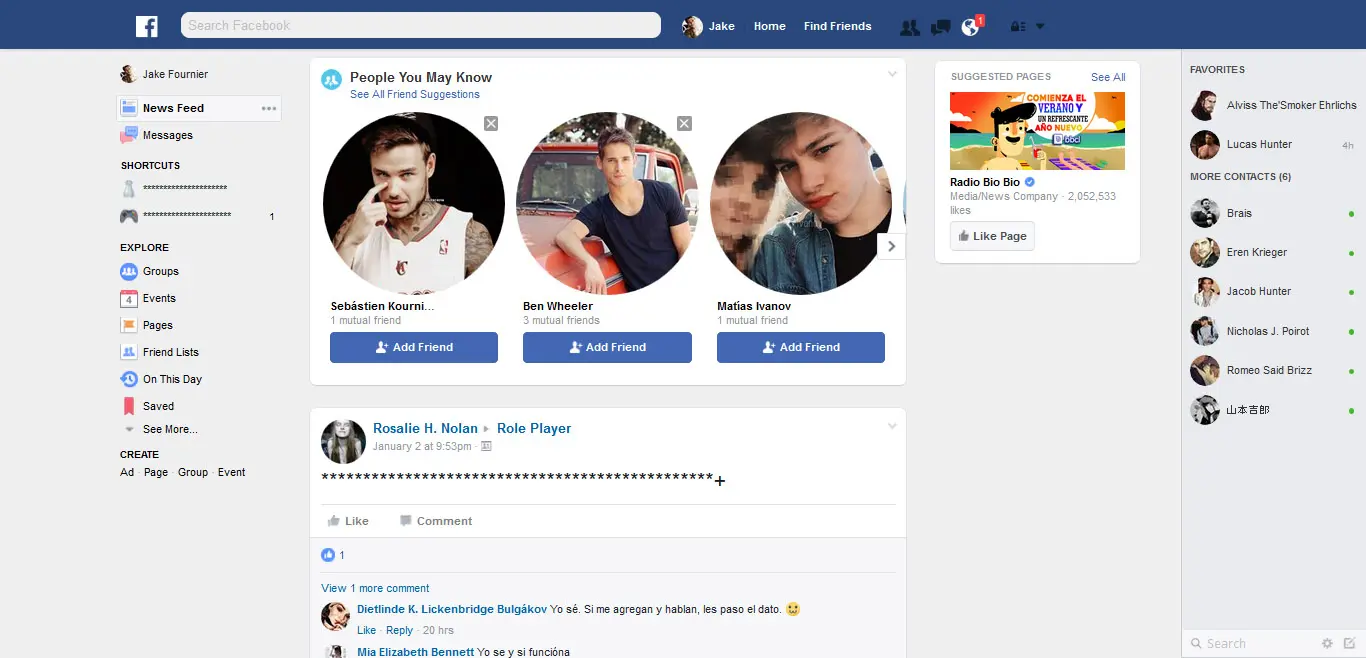 Search Facebook
Jake
Home
Find Friends
1
Jake Fournier
News Feed
Messages
SHORTCUTS
*********************
**********************
1
EXPLORE
Groups
4
Events
Pages
Friend Lists
On This Day
Saved
See More...
CREATE
Ad · Page · Group · Event
People You May Know
See All Friend Suggestions
Sebástien Kourni...
1 mutual friend
Add Friend
Ben Wheeler
3 mutual friends
Add Friend
Matías Ivanov
1 mutual friend
Add Friend
Rosalie H. Nolan ▸ Role Player
January 2 at 9:53pm ·
***********************************************+
Like
Comment
1
View 1 more comment
Dietlinde K. Lickenbridge Bulgákov Yo sé. Si me agregan y hablan, les paso el dato.
Like · Reply · 20 hrs
Mia Elizabeth Bennett Yo se y si funcióna
SUGGESTED PAGES
See All
COMIENZA EL
VERANO Y
UN REFRESCANTE
AÑO NUEVO
Radio Bio Bio
Media/News Company · 2,052,533
likes
Like Page
FAVORITES
Alviss The'Smoker Ehrlichs
Lucas Hunter
4h
MORE CONTACTS (6)
Brais
Eren Krieger
Jacob Hunter
Nicholas J. Poirot
Romeo Said Brizz
山本吉郎
Search